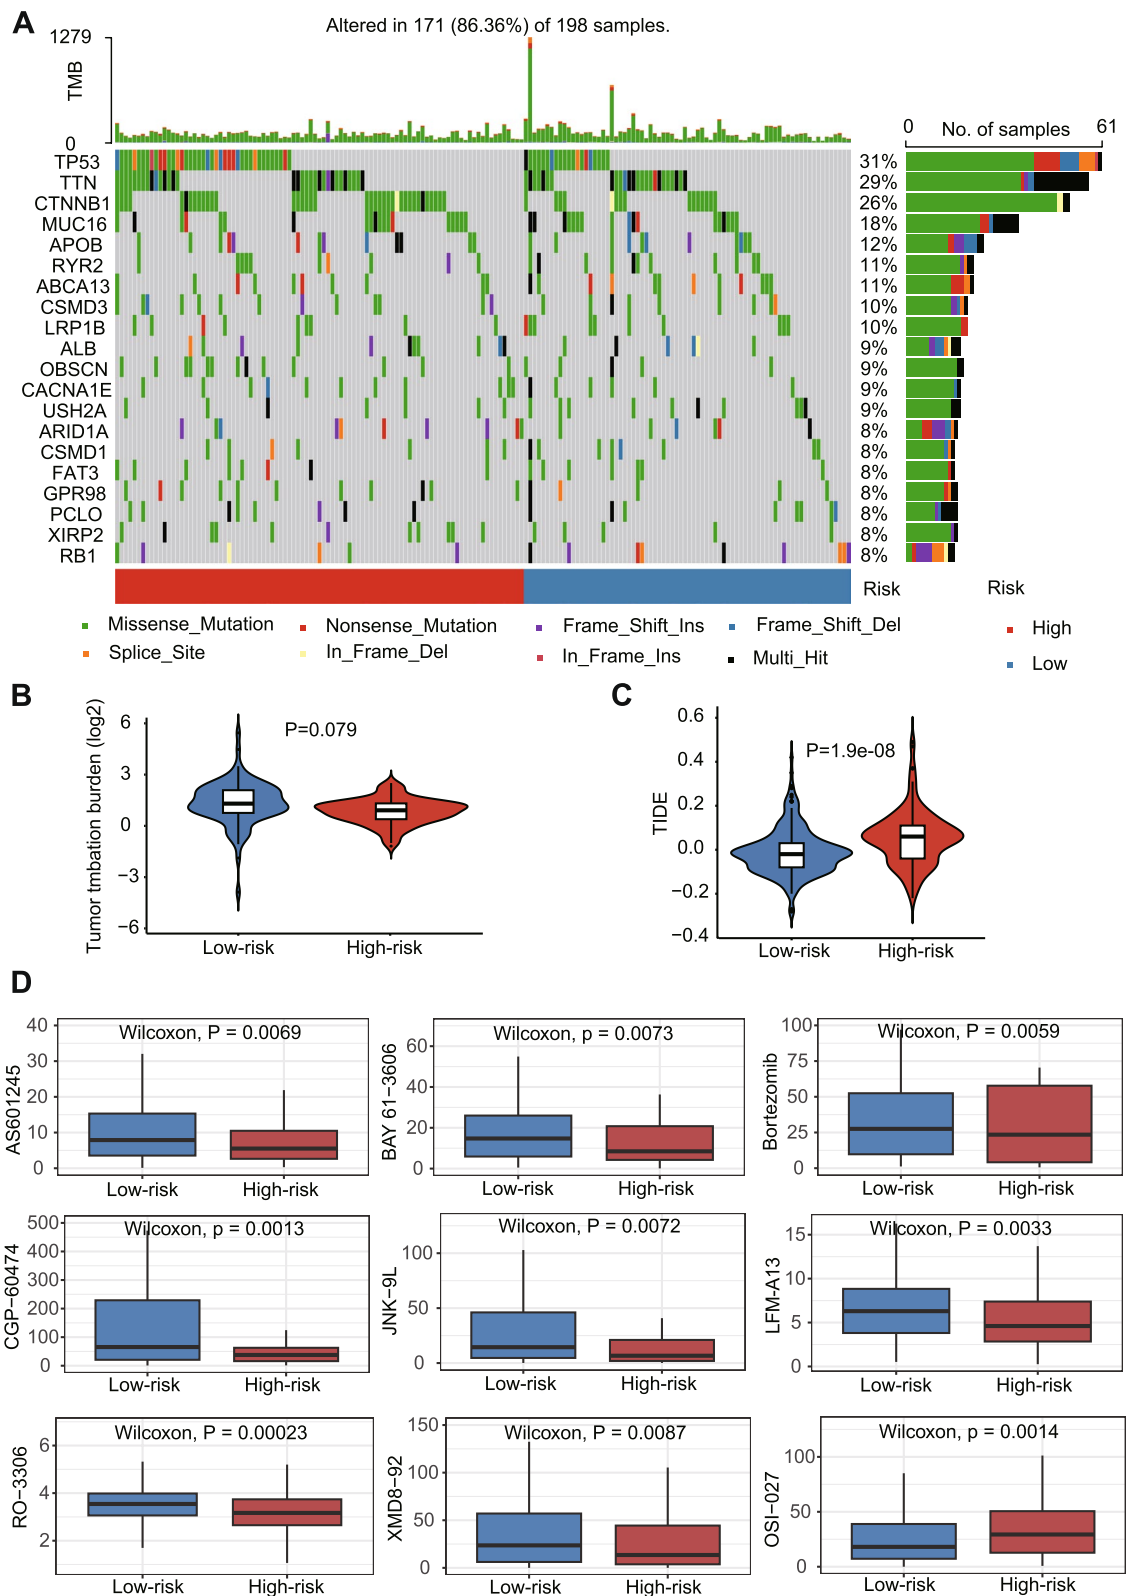 A
Altered in 171 (86.36%) of 198 samples.
1279
TMB
0
0 No. of samples 61
TP53 31%
TTN 29%
CTNNB1 26%
MUC16 18%
APOB 12%
RYR2 11%
ABCA13 11%
CSMD3 10%
LRP1B 10%
ALB 9%
OBSCN 9%
CACNA1E 9%
USH2A 9%
ARID1A 8%
CSMD1 8%
FAT3 8%
GPR98 8%
PCLO 8%
XIRP2 8%
RB1 8%
Risk Risk
Missense_Mutation Nonsense_Mutation Frame_Shift_Ins Frame_Shift_Del High
Splice_Site In_Frame_Del In_Frame_Ins Multi_Hit Low
B
Tumor tmbation burden (log2)
6
3
0
−3
−6
P=0.079
Low-risk High-risk
C
TIDE
0.6
0.4
0.2
0.0
−0.2
−0.4
P=1.9e-08
Low-risk High-risk
D
AS601245
40
30
20
10
0
Wilcoxon, P = 0.0069
Low-risk High-risk
BAY 61−3606
60
40
20
0
Wilcoxon, p = 0.0073
Low-risk High-risk
Bortezomib
100
75
50
25
0
Wilcoxon, P = 0.0059
Low-risk High-risk
CGP−60474
500
400
300
200
100
0
Wilcoxon, p = 0.0013
Low-risk High-risk
JNK−9L
100
50
0
Wilcoxon, P = 0.0072
Low-risk High-risk
LFM-A13
15
10
5
0
Wilcoxon, P = 0.0033
Low-risk High-risk
RO−3306
6
4
2
Wilcoxon, P = 0.00023
Low-risk High-risk
XMD8−92
150
100
50
0
Wilcoxon, P = 0.0087
Low-risk High-risk
OSI−027
100
50
0
Wilcoxon, p = 0.0014
Low-risk High-risk